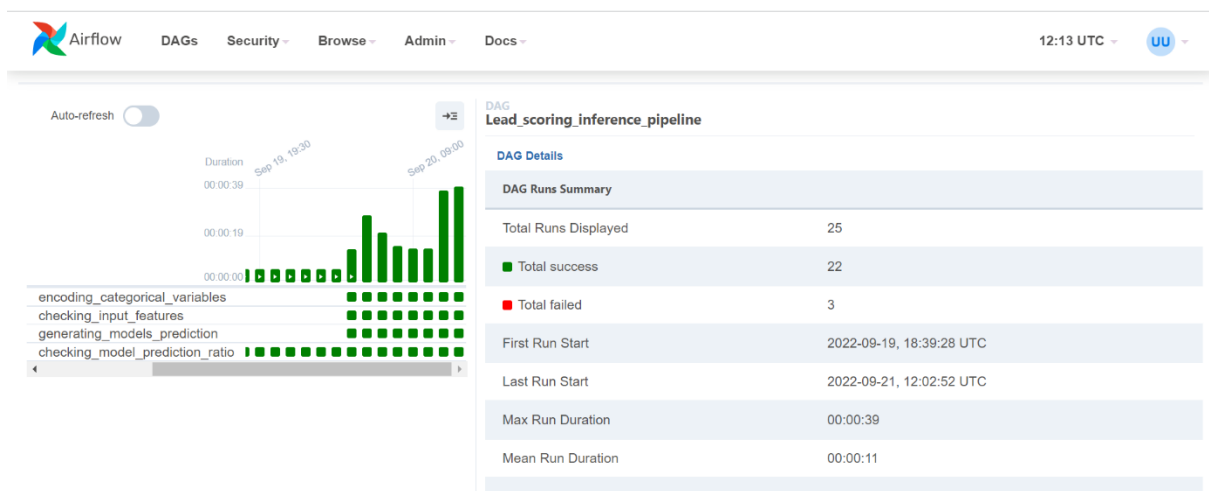 Airflow DAGs Security Browse Admin Docs 12:13 UTC UU
Auto-refresh
Duration
Sep 19, 19:30
Sep 20, 09:00
00:00:39
00:00:19
00:00:00
encoding_categorical_variables
checking_input_features
generating_models_prediction
checking_model_prediction_ratio
DAG
Lead_scoring_inference_pipeline
DAG Details
DAG Runs Summary
Total Runs Displayed 25
Total success 22
Total failed 3
First Run Start 2022-09-19, 18:39:28 UTC
Last Run Start 2022-09-21, 12:02:52 UTC
Max Run Duration 00:00:39
Mean Run Duration 00:00:11